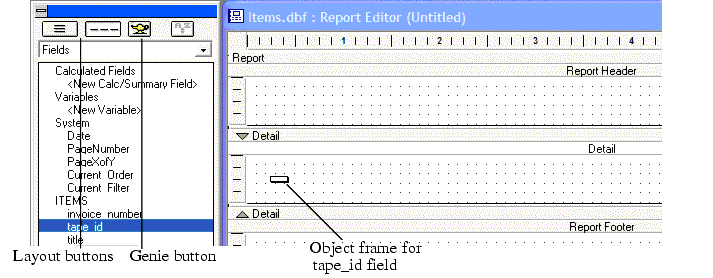 Items.dbf : Report Editor (Untitled)
1 2 3 4
Fields
Calculated Fields
<New Calc/Summary Field>
Variables
<New Variable>
System
Date
PageNumber
PageXofY
Current Order
Current Filter
ITEMS
invoice_number
tape_id
title
Report
Report Header
Detail
Detail
Detail
Report Footer
Layout buttons
Genie button
Object frame for
tape_id field